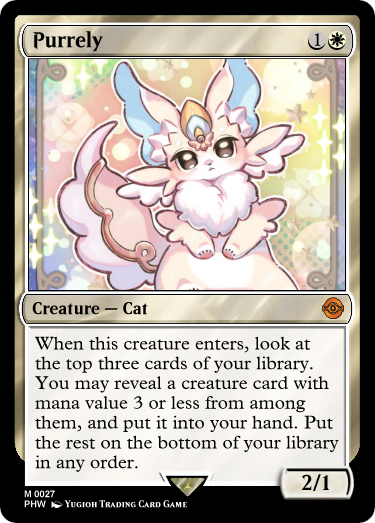 Purrely 1
Creature — Cat
When this creature enters, look at
the top three cards of your library.
You may reveal a creature card with
mana value 3 or less from among
them, and put it into your hand. Put
the rest on the bottom of your library
in any order.
2/1
M 0027
PHW Yugioh Trading Card Game